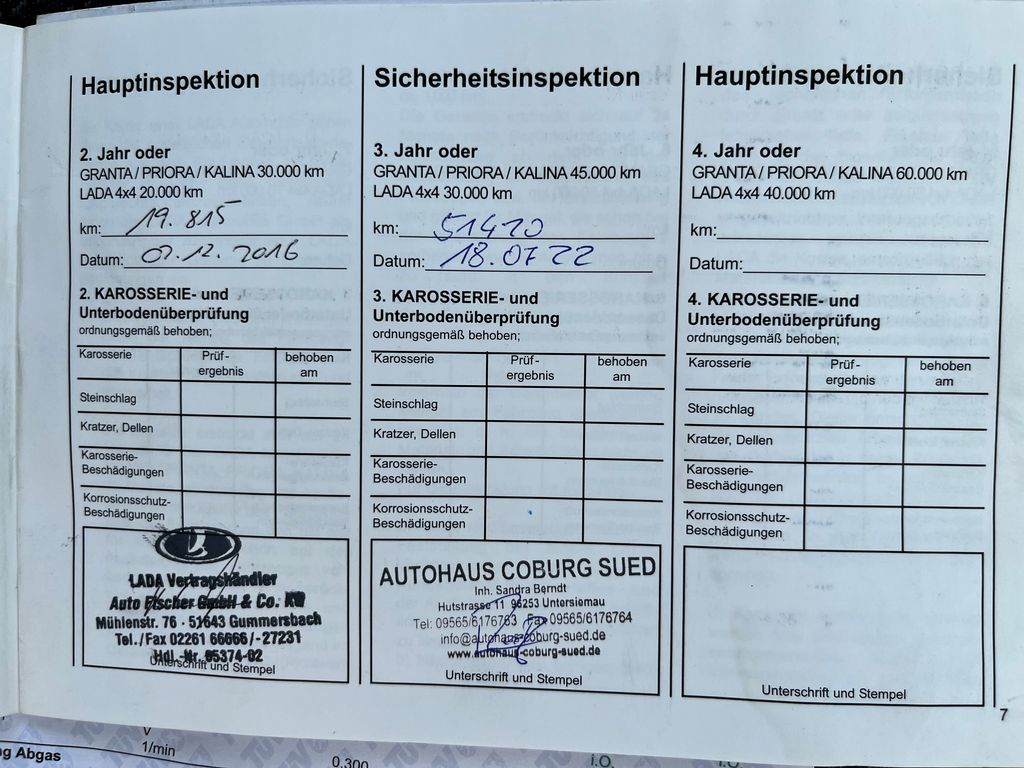 Hauptinspektion
2. Jahr oder
GRANTA / PRIORA / KALINA 30.000 km
LADA 4x4 20.000 km
km: 19.815
Datum: 07.12.2016
2. KAROSSERIE- und
Unterbodenüberprüfung
ordnungsgemäß behoben;
Karosserie Prüf- behoben
ergebnis am
Steinschlag
Kratzer, Dellen
Karosserie-
Beschädigungen
Korrosionsschutz-
Beschädigungen
LADA Vertragshändler
Auto Fischer GmbH & Co. KG
Mühlenstr. 76 - 51643 Gummersbach
Tel./Fax 02261 66666/-27231
Hdl.-Nr. 85374-02
Unterschrift und Stempel
Sicherheitsinspektion
3. Jahr oder
GRANTA / PRIORA / KALINA 45.000 km
LADA 4x4 30.000 km
km: 51420
Datum: 18.07.22
3. KAROSSERIE- und
Unterbodenüberprüfung
ordnungsgemäß behoben;
Karosserie Prüf- behoben
ergebnis am
Steinschlag
Kratzer, Dellen
Karosserie-
Beschädigungen
Korrosionsschutz-
Beschädigungen
AUTOHAUS COBURG SUED
Inh. Sandra Berndt
Hutstrasse 11 96253 Untersiemau
Tel: 09565/6176763 Fax 09565/6176764
info@autohaus-coburg-sued.de
www.autohaus-coburg-sued.de
Unterschrift und Stempel
Hauptinspektion
4. Jahr oder
GRANTA / PRIORA / KALINA 60.000 km
LADA 4x4 40.000 km
km:
Datum:
4. KAROSSERIE- und
Unterbodenüberprüfung
ordnungsgemäß behoben;
Karosserie Prüf- behoben
ergebnis am
Steinschlag
Kratzer, Dellen
Karosserie-
Beschädigungen
Korrosionsschutz-
Beschädigungen
Unterschrift und Stempel
7
ng Abgas
1/min
0.300
i.O.